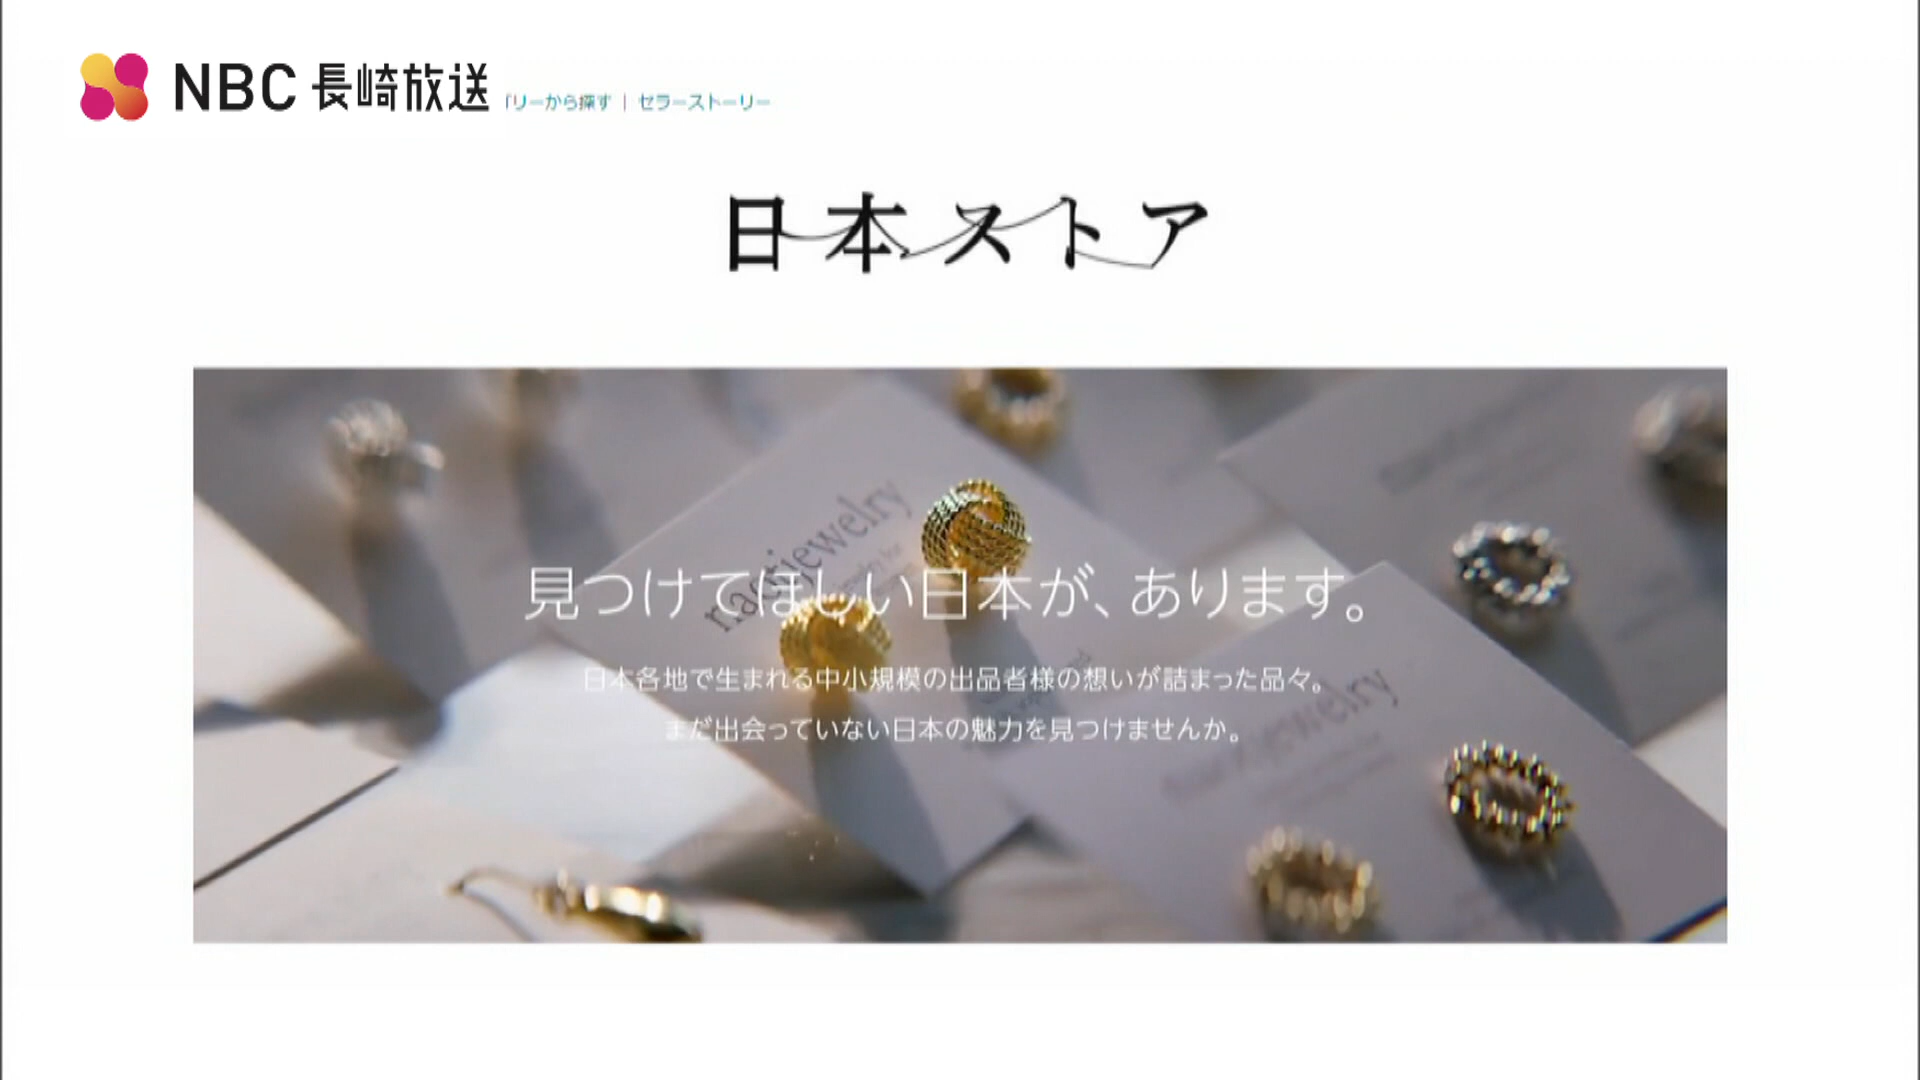 NBC 長崎放送
リーから探す | セラーストーリー
日本ストア
naotjewelry
見つけてほしい日本が、あります。
日本各地で生まれる中小規模の出品者様の想いが詰まった品々。
まだ出会っていない日本の魅力を見つけませんか。